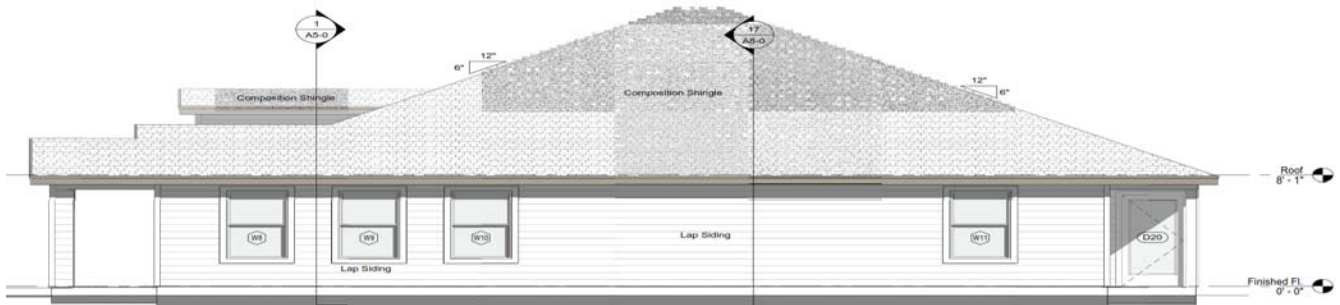 1
A5-0
17
A8-0
12"
6"
12"
6"
Composition Shingle
Composition Shingle
Roof
8' - 1"
W8
W9
W10
Lap Siding
W11
D20
Lap Siding
Finished Fl.
0' - 0"